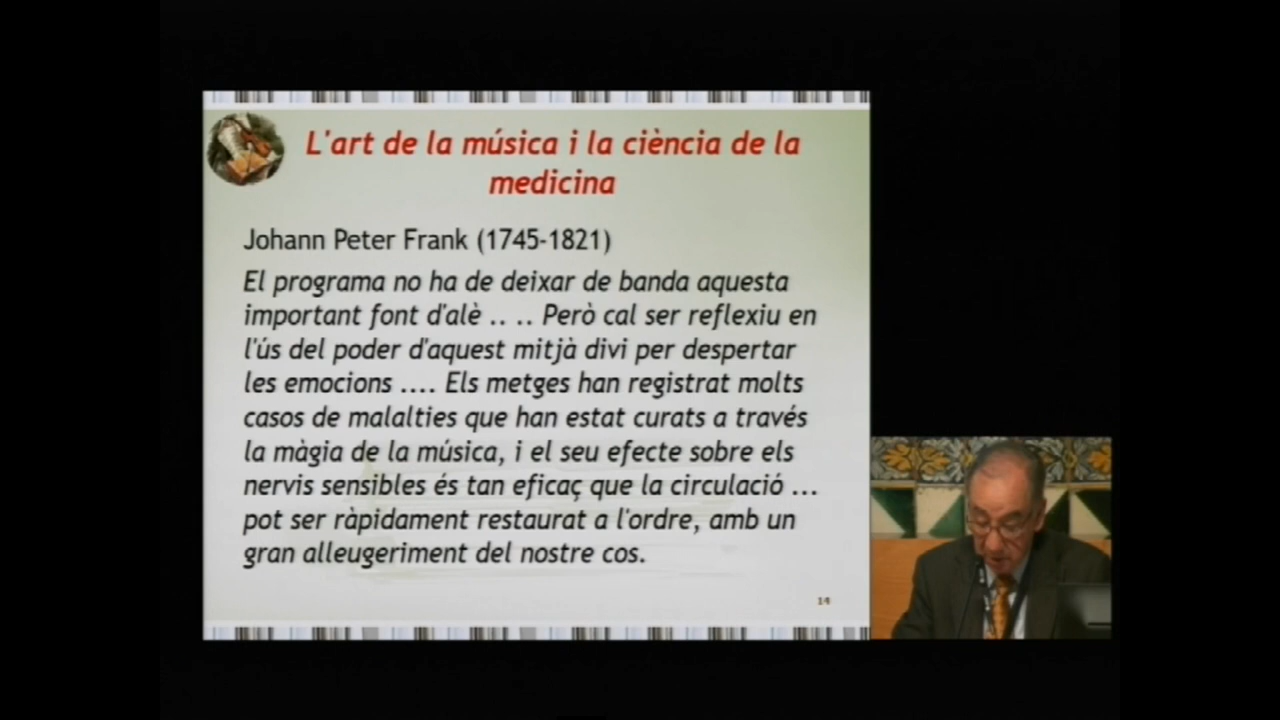 L'art de la música i la ciència de la
medicina
Johann Peter Frank (1745-1821)
El programa no ha de deixar de banda aquesta
important font d'alè .. .. Però cal ser reflexiu en
l'ús del poder d'aquest mitjà divi per despertar
les emocions .... Els metges han registrat molts
casos de malalties que han estat curats a través
la màgia de la música, i el seu efecte sobre els
nervis sensibles és tan eficaç que la circulació ...
pot ser ràpidament restaurat a l'ordre, amb un
gran alleugeriment del nostre cos.
14